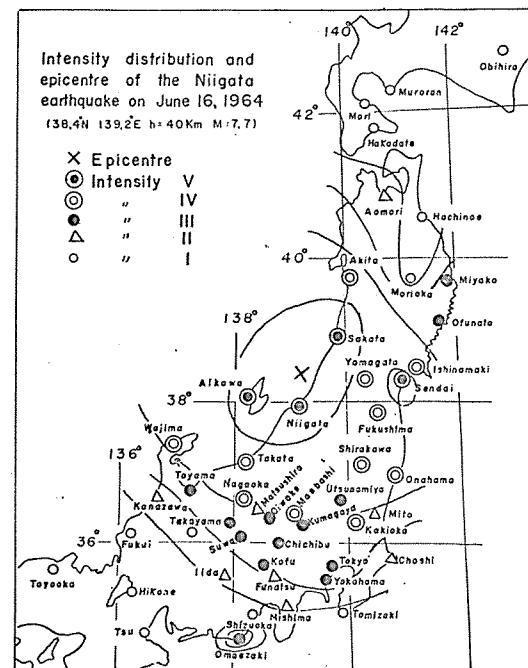 140° 142°
138°
136°
42°
40°
38°
36°
Intensity distribution and
epicentre of the Niigata
earthquake on June 16, 1964
(38,4N 139,2E h=40Km M=7,7)
X Epicentre
Intensity V
" IV
" III
" II
" I
Obihira
Muroran
Mori
Hakodate
Aomori
Hachinoe
Akita
Morioka
Miyako
Ofunato
Sakata
Yamagata
Ishinomaki
Sendai
Aikawa
Niigata
Fukushima
Wajima
Takata
Shirakawa
Onahama
Toyama
Nagaoka
Matsushiro
Oiwake
Maebashi
Utsunomiya
Kanazawa
Takayama
Kumagaya
Kakioka
Mito
Fukui
Suwa
Chichibu
Choshi
Toyooka
Hikone
Iida
Kofu
Funatsu
Tokyo
Yokohama
Tsu
Shizuoka
Mishima
Tomizaki
Omaezaki